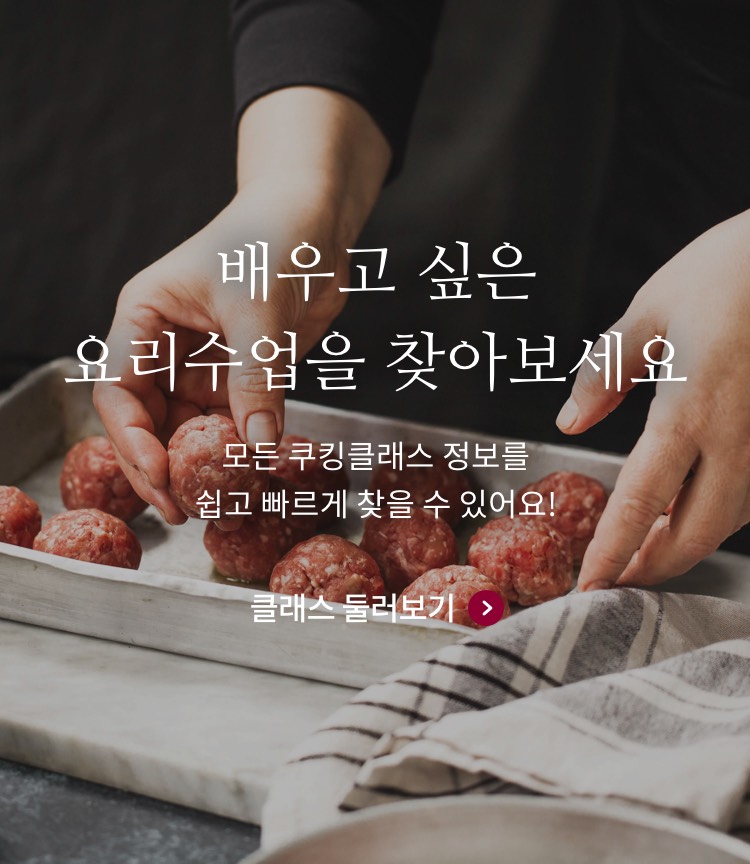 배우고 싶은
요리수업을 찾아보세요
모든 쿠킹클래스 정보를
쉽고 빠르게 찾을 수 있어요!
클래스 둘러보기